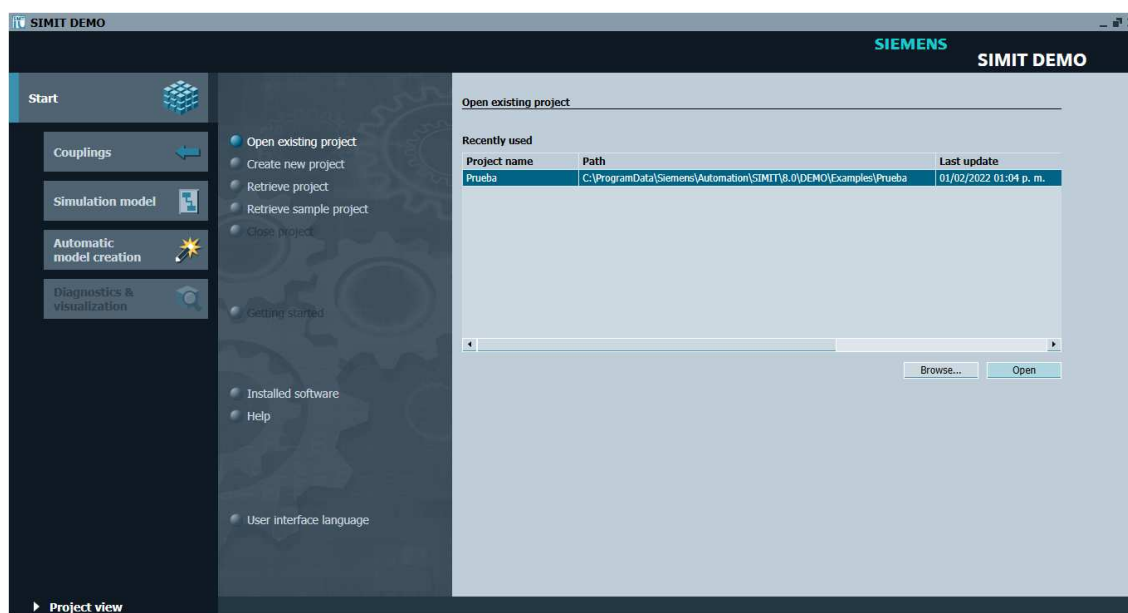 SIMIT DEMO
SIEMENS
SIMIT DEMO
Start
Couplings
Simulation model
Automatic
model creation
Diagnostics &
visualization
Project view
Open existing project
Create new project
Retrieve project
Retrieve sample project
Close project
Getting started
Installed software
Help
User interface language
Open existing project
Recently used
Project name Path Last update
Prueba C:\ProgramData\Siemens\Automation\SIMIT\8.0\DEMO\Examples\Prueba 01/02/2022 01:04 p. m.
Browse... Open